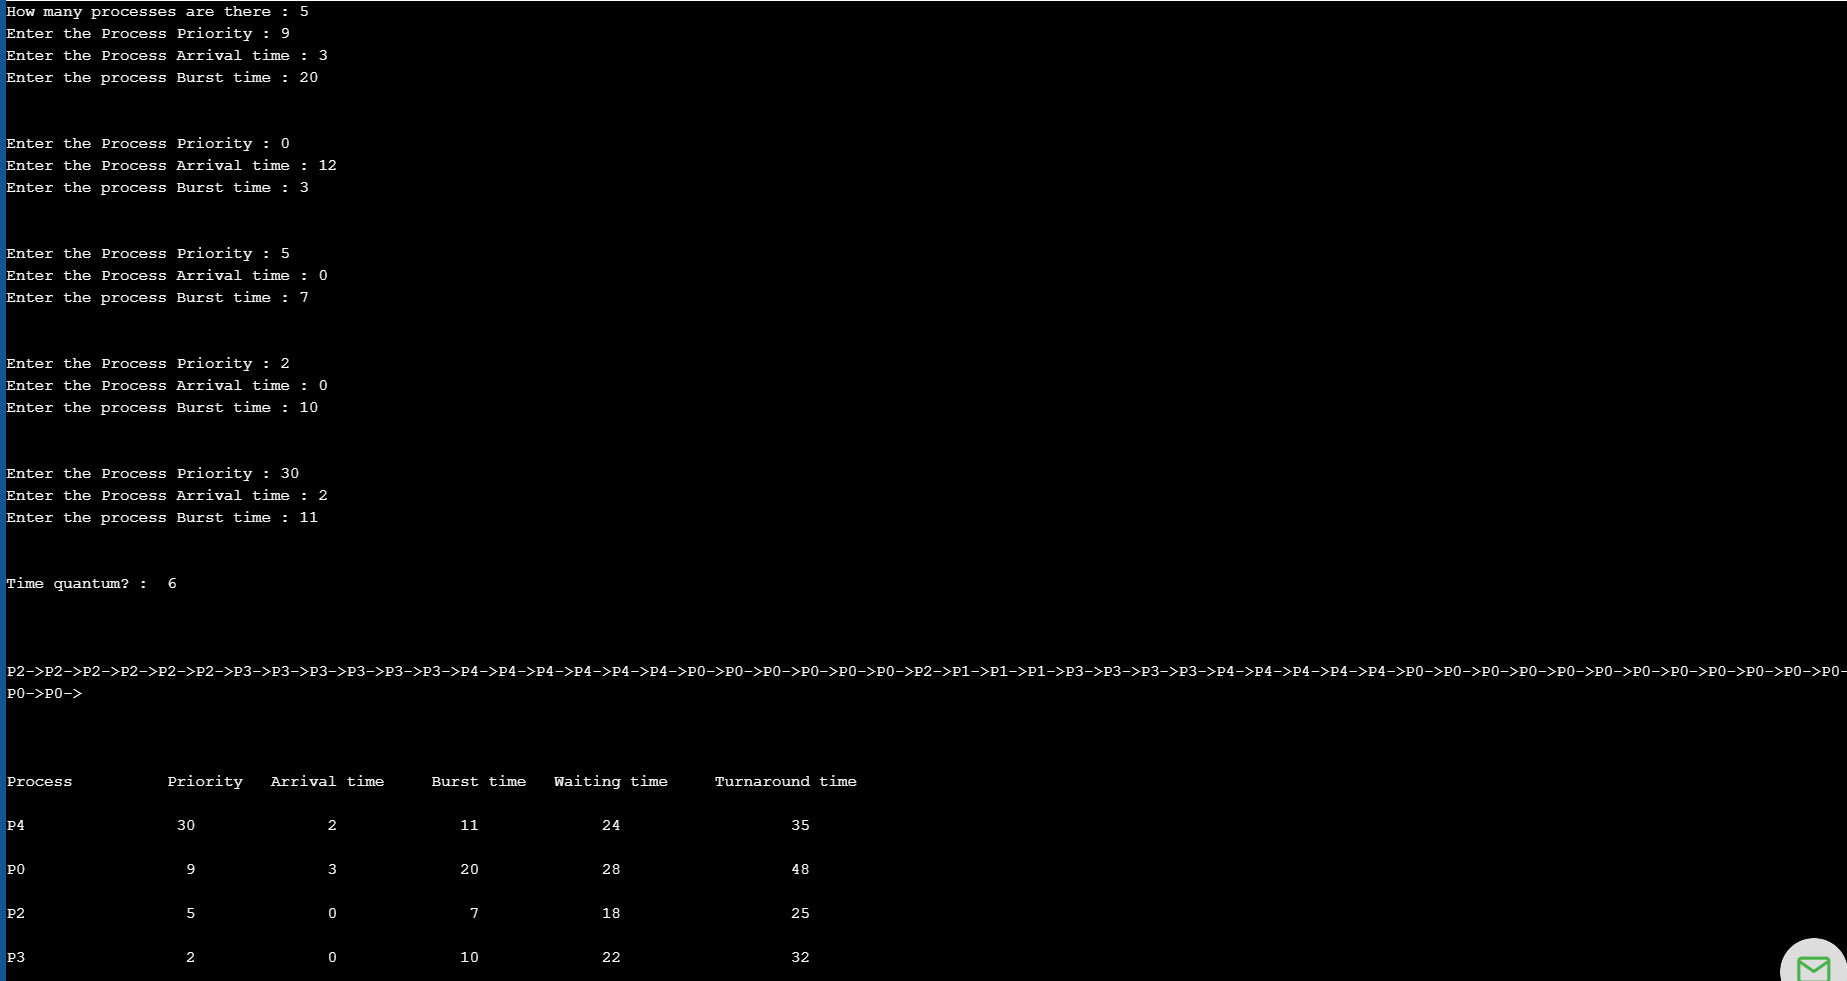 How many processes are there : 5
Enter the Process Priority : 9
Enter the Process Arrival time : 3
Enter the process Burst time : 20
Enter the Process Priority : 0
Enter the Process Arrival time : 12
Enter the process Burst time : 3
Enter the Process Priority : 5
Enter the Process Arrival time : 0
Enter the process Burst time : 7
Enter the Process Priority : 2
Enter the Process Arrival time : 0
Enter the process Burst time : 10
Enter the Process Priority : 30
Enter the Process Arrival time : 2
Enter the process Burst time : 11
Time quantum? :  6
P2->P2->P2->P2->P2->P2->P3->P3->P3->P3->P3->P3->P4->P4->P4->P4->P4->P4->P0->P0->P0->P0->P0->P0->P2->P1->P1->P1->P3->P3->P3->P3->P4->P4->P4->P4->P4->P0->P0->P0->P0->P0->P0->P0->P0->P0->P0->P0->P0-
P0->P0->
Process Priority Arrival time Burst time Waiting time Turnaround time
P4 30 2 11 24 35
P0 9 3 20 28 48
P2 5 0 7 18 25
P3 2 0 10 22 32